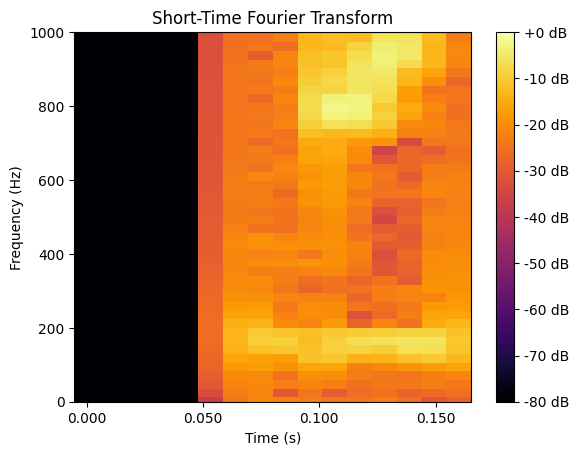 Short-Time Fourier Transform
1000
800
600
400
200
0
Frequency (Hz)
0.000
0.050
0.100
0.150
Time (s)
+0 dB
-10 dB
-20 dB
-30 dB
-40 dB
-50 dB
-60 dB
-70 dB
-80 dB